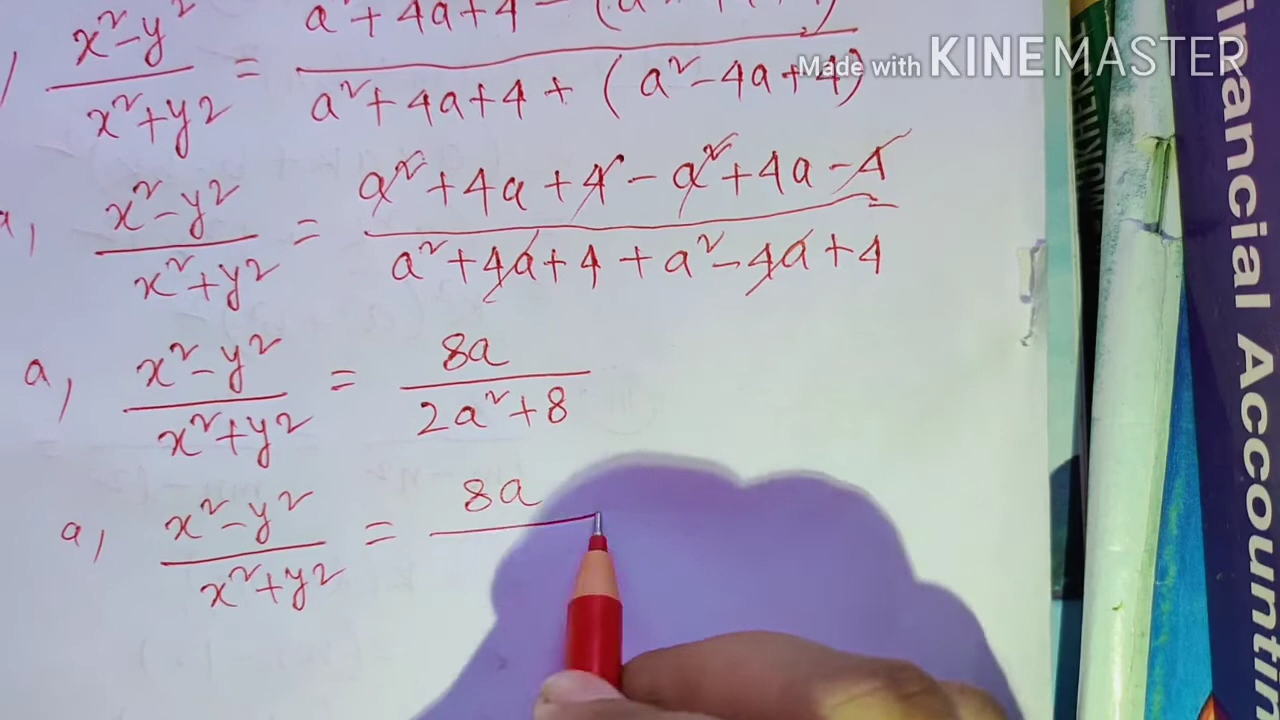 x²-y² / x²+y² = a²+4a+4 - / a²+4a+4+(a²-4a+4)
Made with KINEMASTER
a, x²-y² / x²+y² = a²+4a+4-a²+4a-4 / a²+4a+4+a²-4a+4
a, x²-y² / x²+y² = 8a / 2a²+8
a, x²-y² / x²+y² = 8a
inancial Accountin